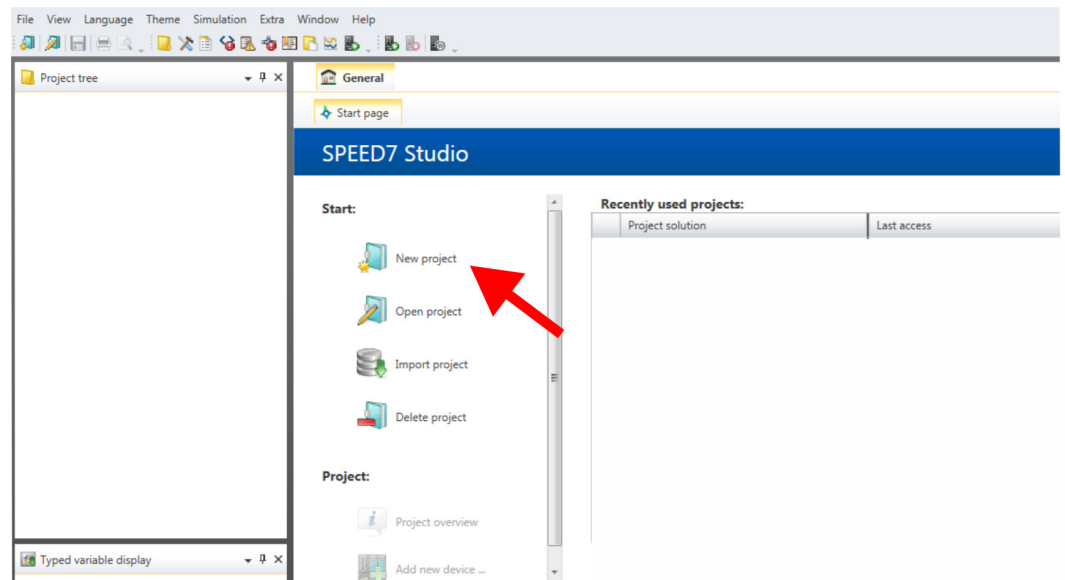 File View Language Theme Simulation Extra Window Help
Project tree
General
Start page
SPEED7 Studio
Start:
Recently used projects:
Project solution Last access
New project
Open project
Import project
Delete project
Project:
Project overview
Add new device ...
Typed variable display